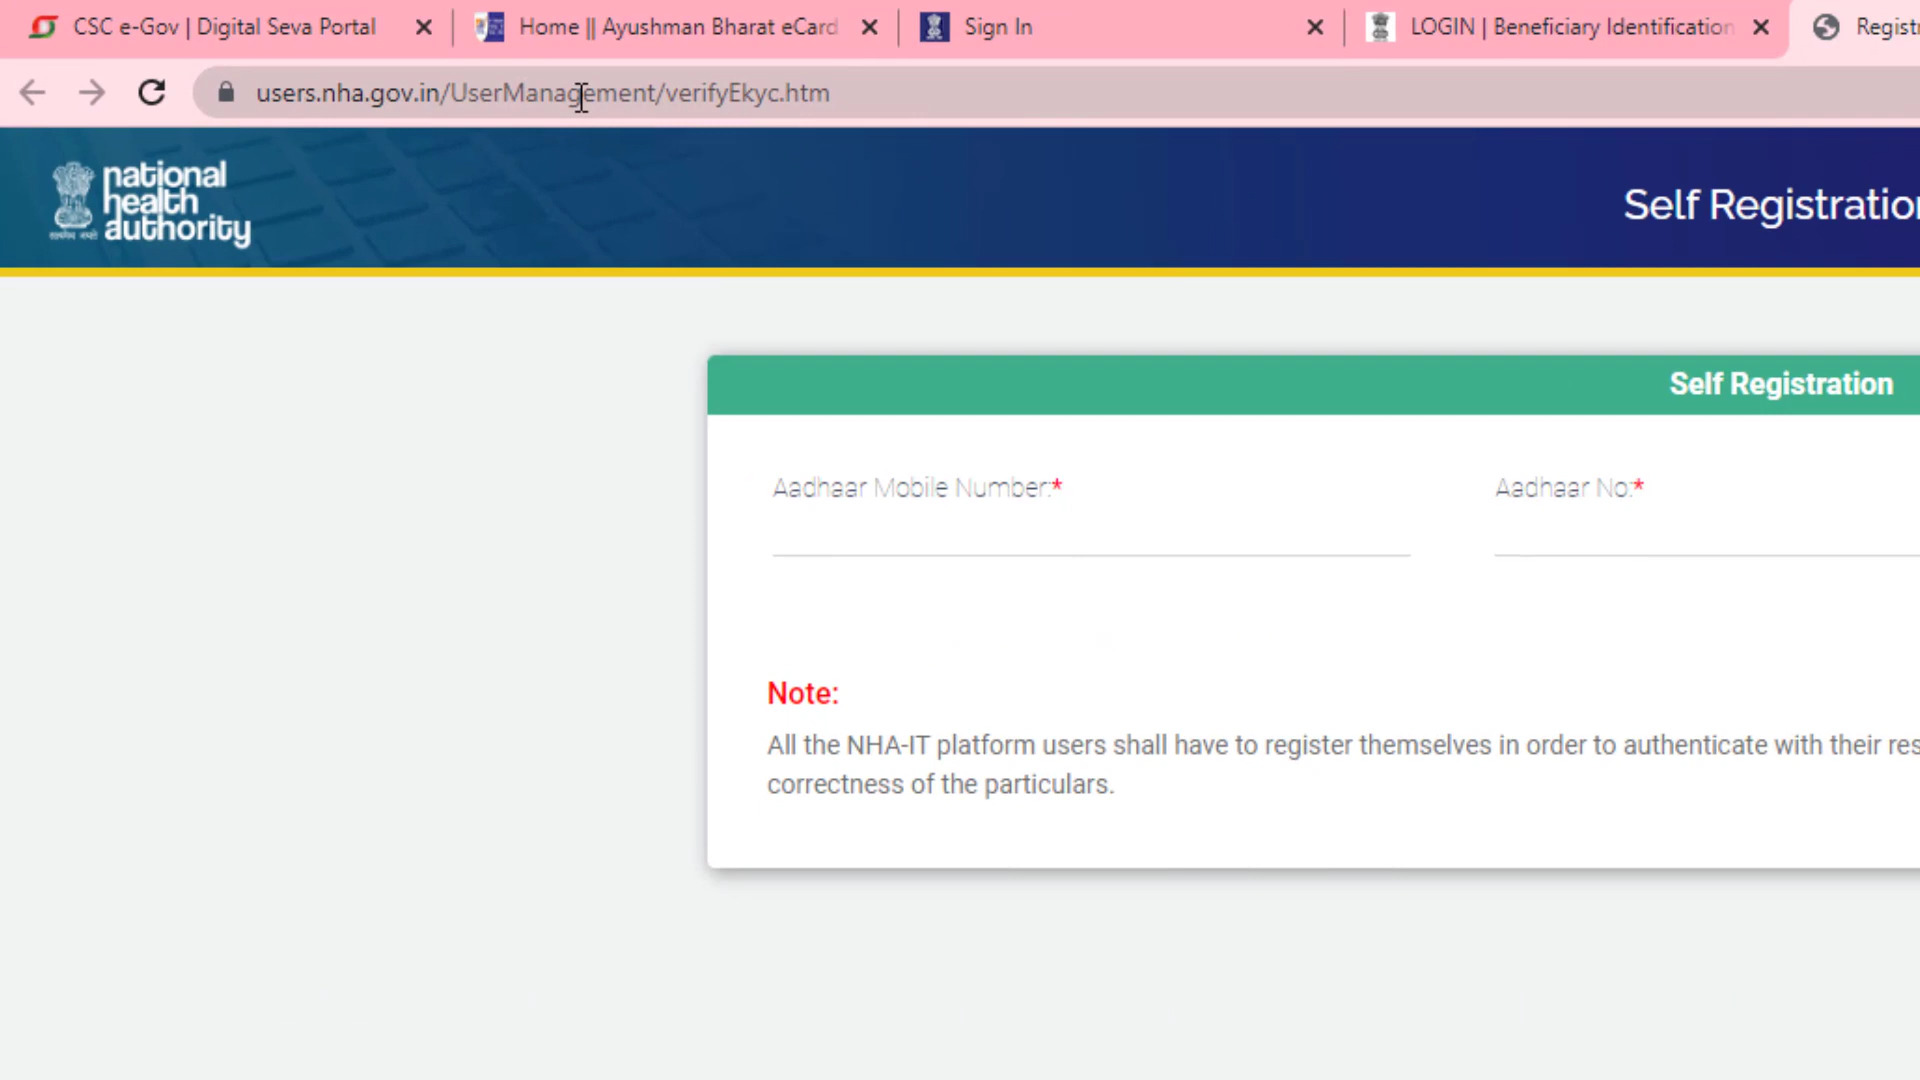 CSC e-Gov | Digital Seva Portal
Home || Ayushman Bharat eCard
Sign In
LOGIN | Beneficiary Identification
Registr
users.nha.gov.in/UserManagement/verifyEkyc.htm
national
health
authority
Self Registration
Self Registration
Aadhaar Mobile Number:*
Aadhaar No:*
Note:
All the NHA-IT platform users shall have to register themselves in order to authenticate with their res
correctness of the particulars.